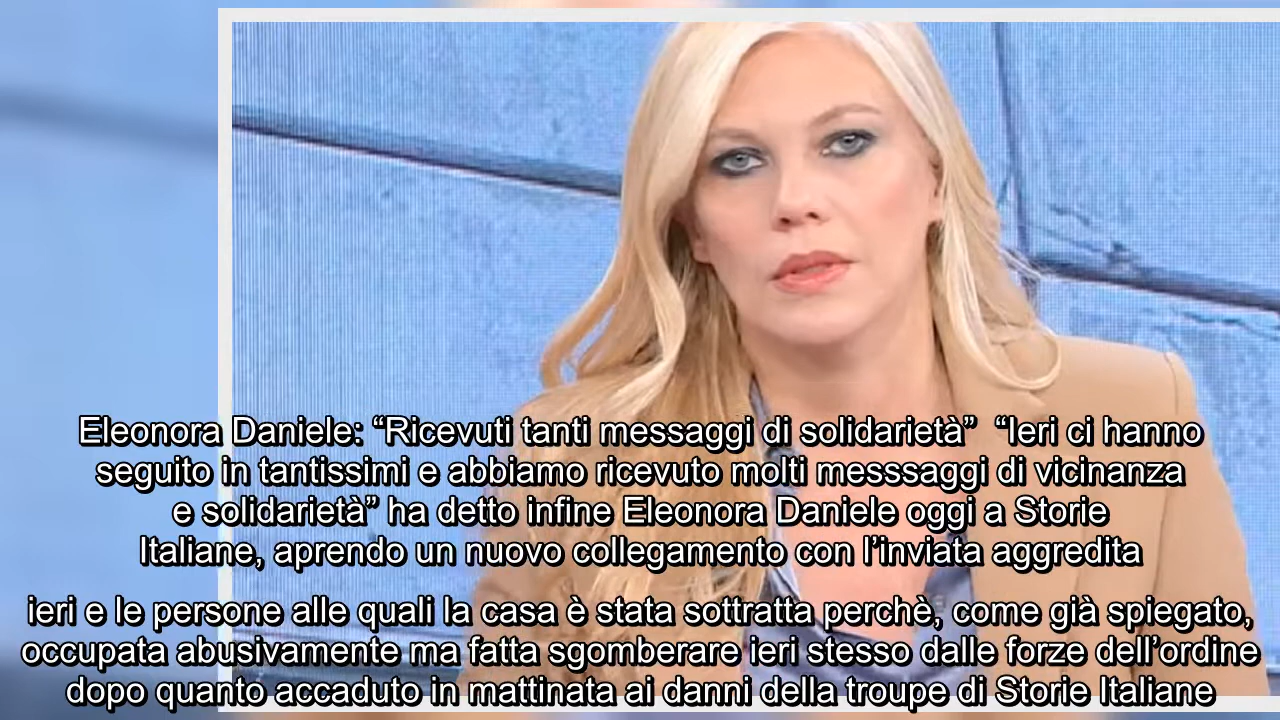 Eleonora Daniele: “Ricevuti tanti messaggi di solidarietà”  “Ieri ci hanno
seguito in tantissimi e abbiamo ricevuto molti messsaggi di vicinanza
e solidarietà” ha detto infine Eleonora Daniele oggi a Storie
Italiane, aprendo un nuovo collegamento con l’inviata aggredita
ieri e le persone alle quali la casa è stata sottratta perchè, come già spiegato,
occupata abusivamente ma fatta sgomberare ieri stesso dalle forze dell’ordine
dopo quanto accaduto in mattinata ai danni della troupe di Storie Italiane